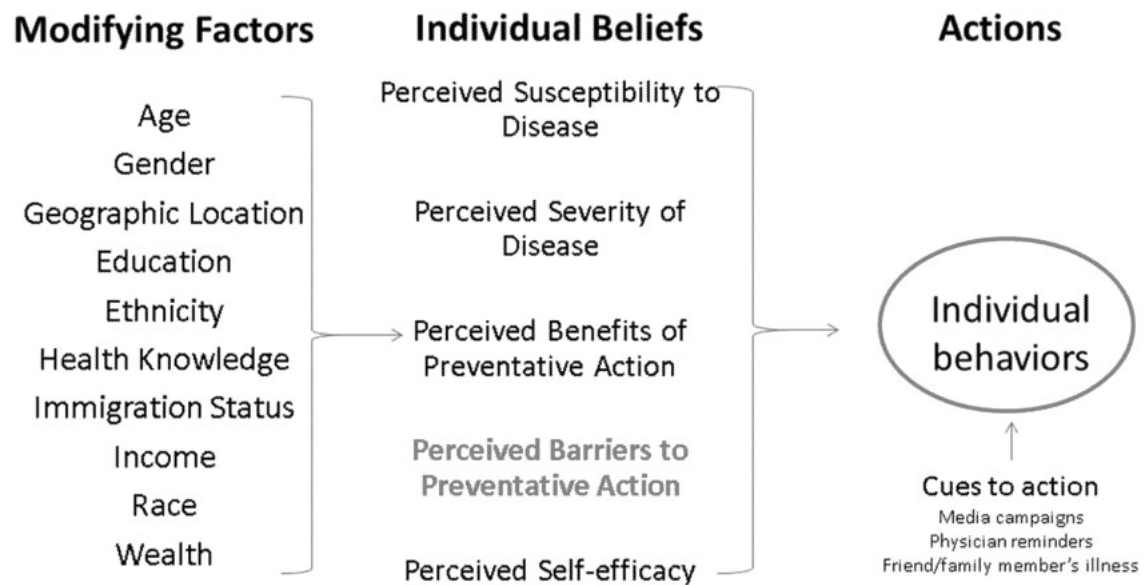 Modifying Factors
Age
Gender
Geographic Location
Education
Ethnicity
Health Knowledge
Immigration Status
Income
Race
Wealth
Individual Beliefs
Perceived Susceptibility to
Disease
Perceived Severity of
Disease
Perceived Benefits of
Preventative Action
Perceived Barriers to
Preventative Action
Perceived Self-efficacy
Actions
Individual
behaviors
Cues to action
Media campaigns
Physician reminders
Friend/family member's illness